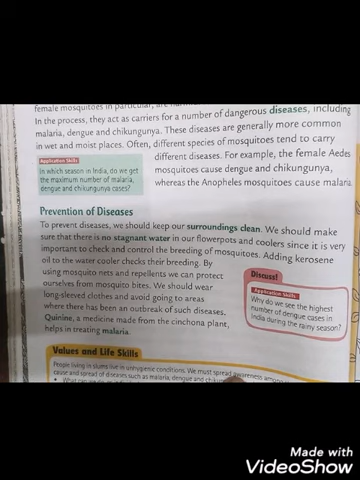 female mosquitoes in particular, are
In the process, they act as carriers for a number of dangerous diseases, including
malaria, dengue and chikungunya. These diseases are generally more common
in wet and moist places. Often, different species of mosquitoes tend to carry
different diseases. For example, the female Aedes
mosquitoes cause dengue and chikungunya,
whereas the Anopheles mosquitoes cause malaria.
Application Skills
In which season in India, do we get
the maximum number of malaria,
dengue and chikungunya cases?
Prevention of Diseases
To prevent diseases, we should keep our surroundings clean. We should make
sure that there is no stagnant water in our flowerpots and coolers since it is very
important to check and control the breeding of mosquitoes. Adding kerosene
oil to the water cooler checks their breeding. By
using mosquito nets and repellents we can protect
ourselves from mosquito bites. We should wear
long-sleeved clothes and avoid going to areas
where there has been an outbreak of such diseases.
Quinine, a medicine made from the cinchona plant,
helps in treating malaria.
Discuss!
Application Skills
Why do we see the highest
number of dengue cases in
India during the rainy season?
Values and Life Skills
People living in slums live in unhygienic conditions. We must spread awareness among
cause and spread of diseases such as malaria, dengue and
Made with
VideoShow